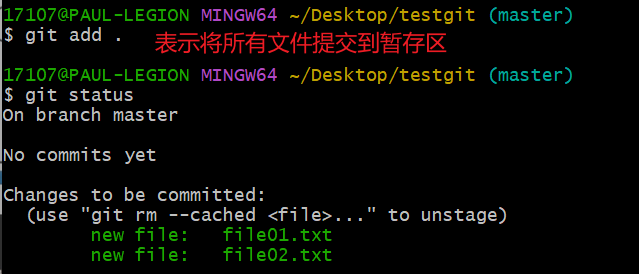 17107@PAUL-LEGION MINGW64 ~/Desktop/testgit (master)
$ git add .
表示将所有文件提交到暂存区
17107@PAUL-LEGION MINGW64 ~/Desktop/testgit (master)
$ git status
On branch master
No commits yet
Changes to be committed:
  (use "git rm --cached <file>..." to unstage)
        new file:   file01.txt
        new file:   file02.txt